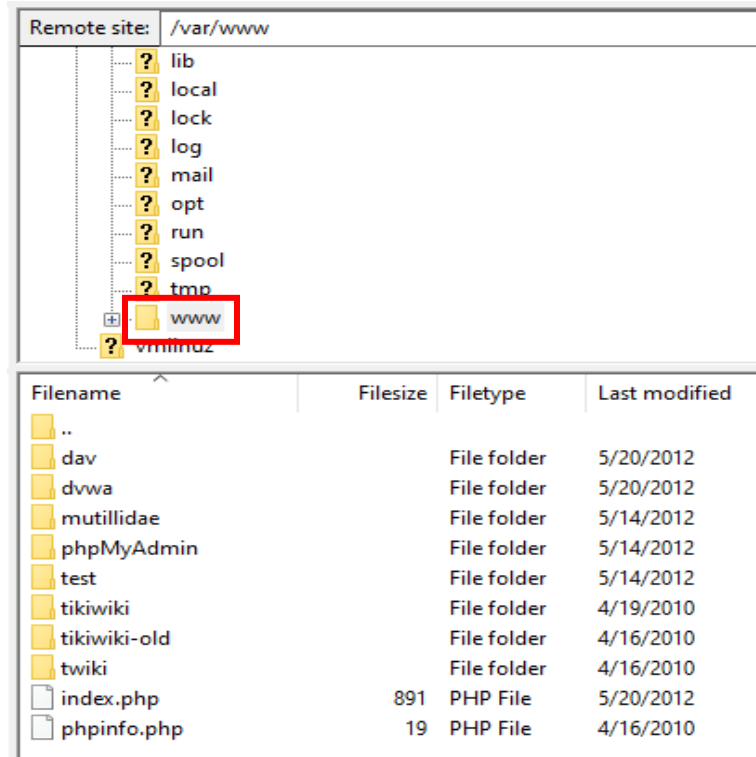 Remote site: /var/www
lib
local
lock
log
mail
opt
run
spool
tmp
www
vmlinuz
Filename Filesize Filetype Last modified
..
dav File folder 5/20/2012
dvwa File folder 5/20/2012
mutillidae File folder 5/14/2012
phpMyAdmin File folder 5/14/2012
test File folder 5/14/2012
tikiwiki File folder 4/19/2010
tikiwiki-old File folder 4/16/2010
twiki File folder 4/16/2010
index.php 891 PHP File 5/20/2012
phpinfo.php 19 PHP File 4/16/2010